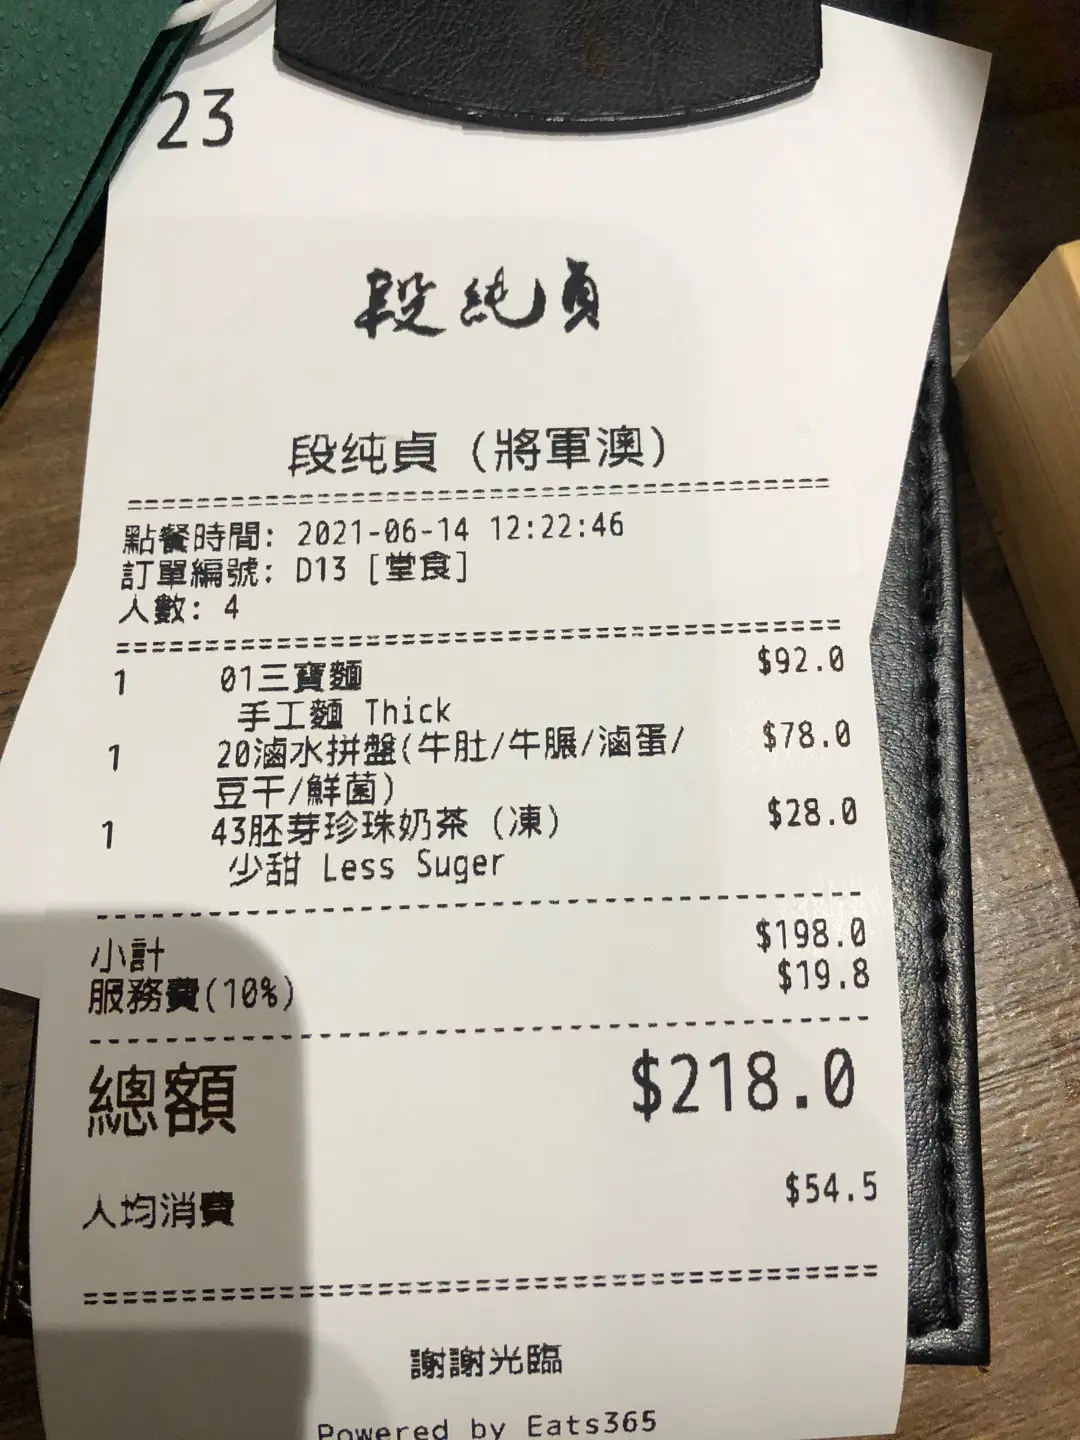 23
段純貞
段纯貞 (將軍澳)
點餐時間: 2021-06-14 12:22:46
訂單編號: D13 [堂食]
人數: 4
1 01三寶麵 $92.0
手工麵 Thick
1 20滷水拼盤(牛肚/牛𦟌/滷蛋/ $78.0
豆干/鮮菌)
1 43胚芽珍珠奶茶 (凍) $28.0
少甜 Less Suger
小計 $198.0
服務費(10%) $19.8
總額 $218.0
人均消費 $54.5
謝謝光臨
Powered by Eats365